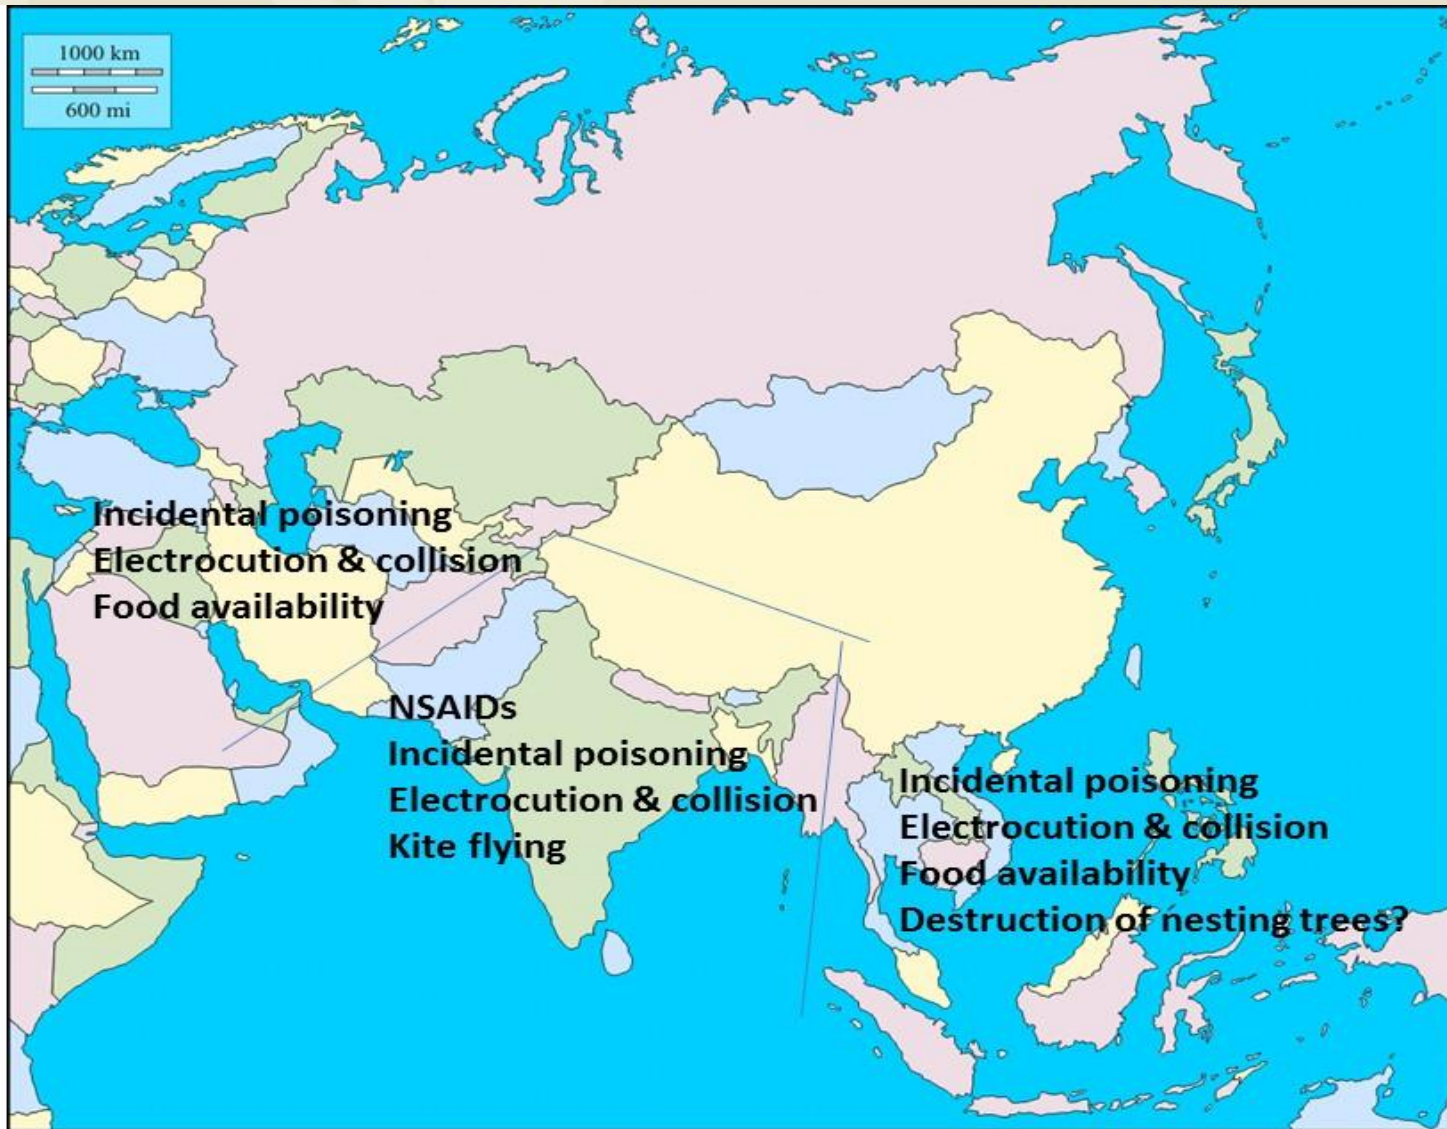 1000 km
600 mi
Incidental poisoning
Electrocution & collision
Food availability
NSAIDs
Incidental poisoning
Electrocution & collision
Kite flying
Incidental poisoning
Electrocution & collision
Food availability
Destruction of nesting trees?